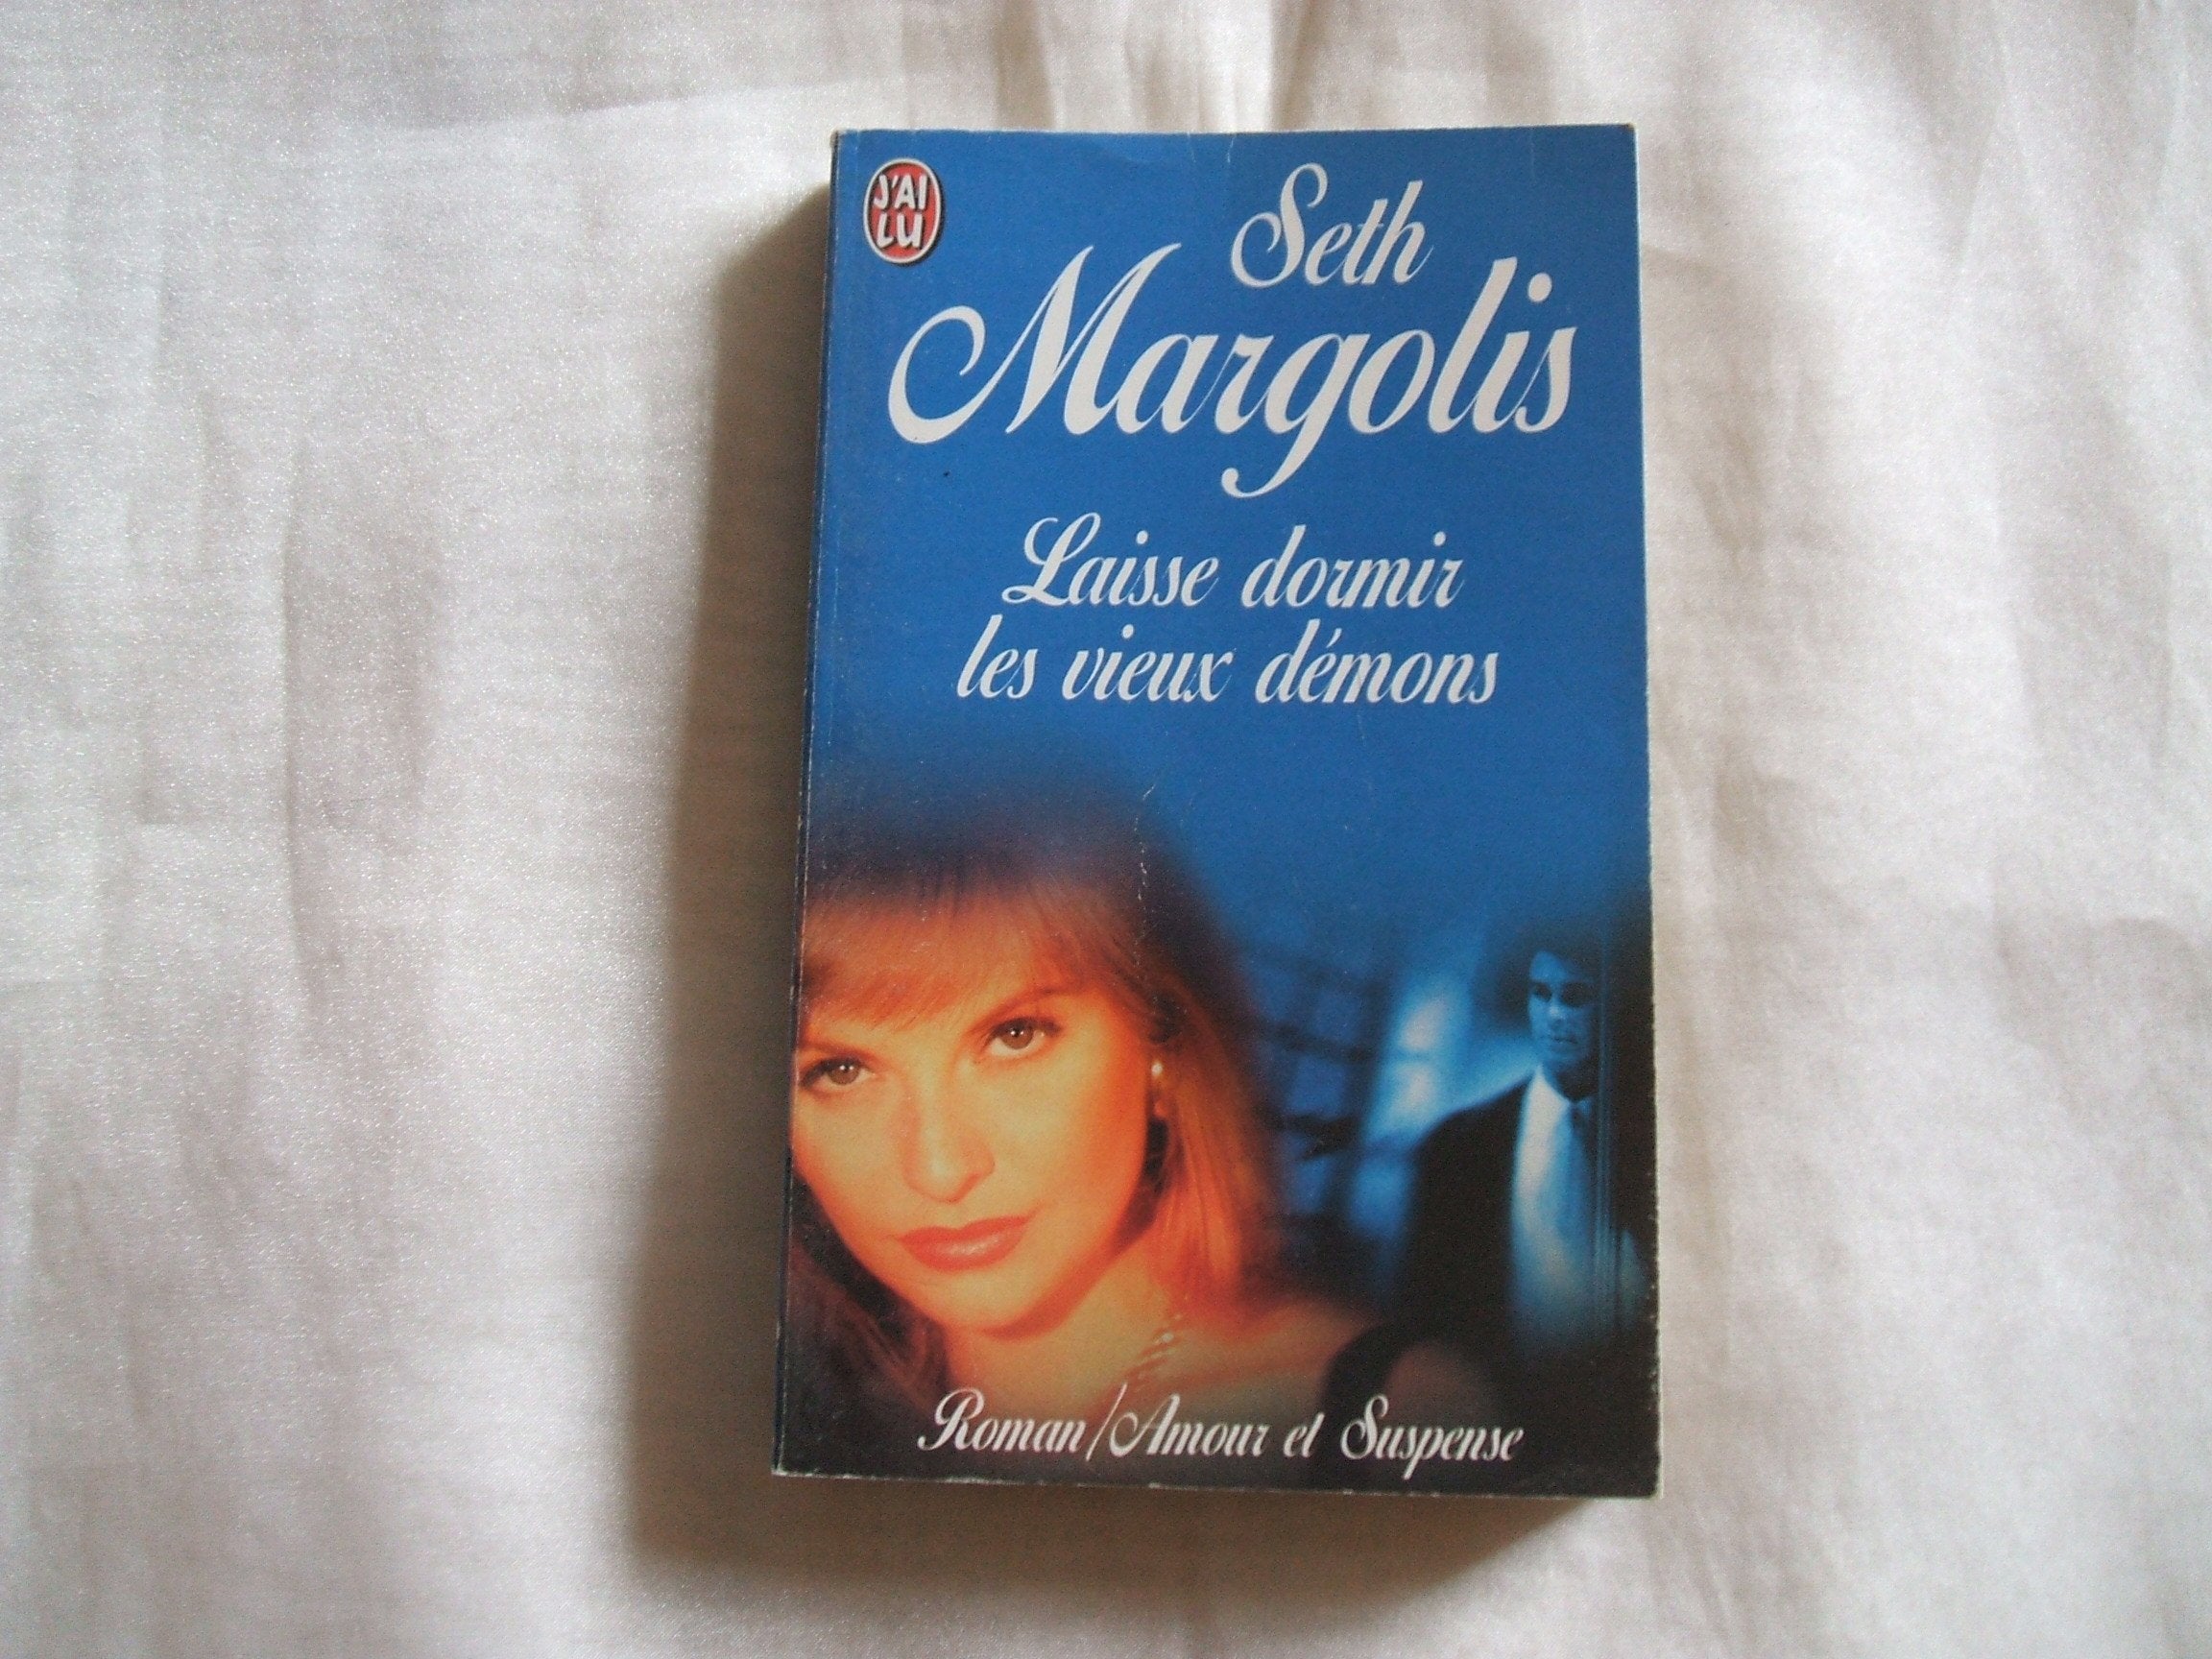 J'AI
LU
Seth
Margolis
Laisse dormir
les vieux démons
Roman/Amour et Suspense